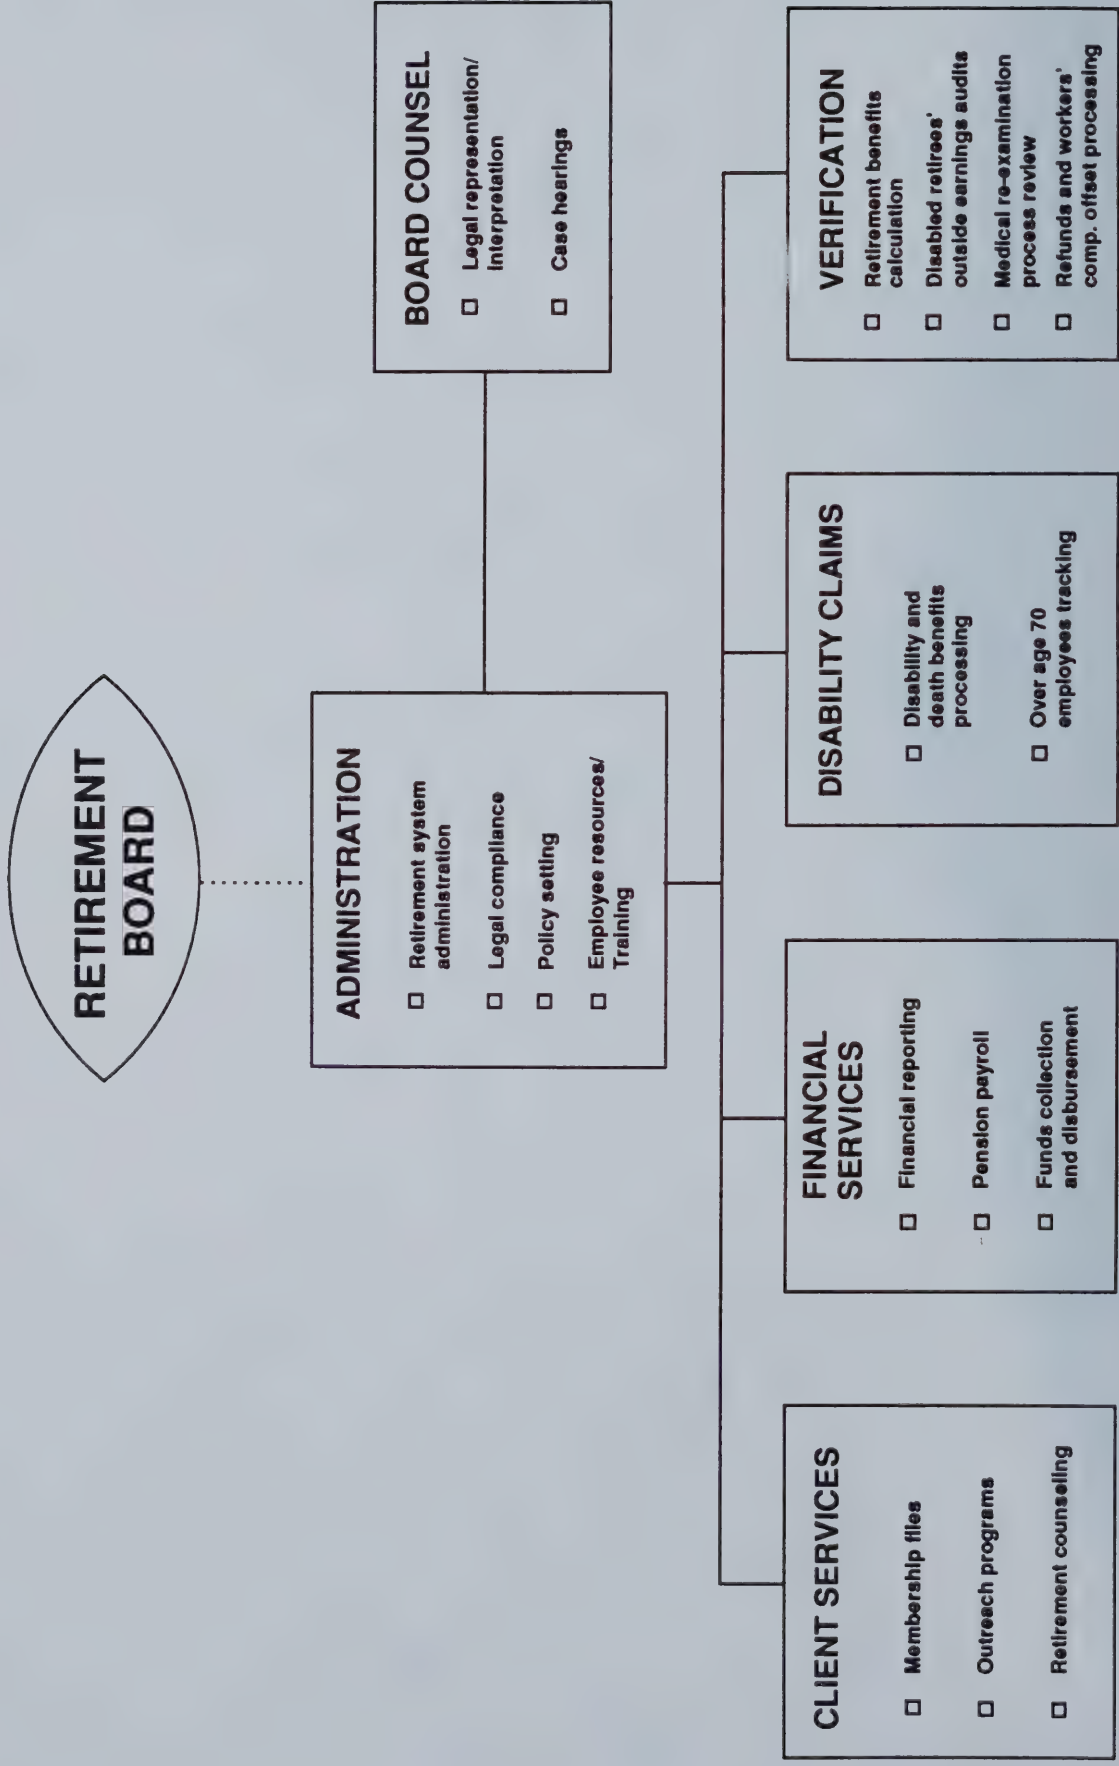 RETIREMENT
BOARD
ADMINISTRATION
☐ Retirement system
administration
☐ Legal compliance
☐ Policy setting
☐ Employee resources/
Training
BOARD COUNSEL
☐ Legal representation/
Interpretation
☐ Case hearings
CLIENT SERVICES
☐ Membership files
☐ Outreach programs
☐ Retirement counseling
FINANCIAL
SERVICES
☐ Financial reporting
☐ Pension payroll
☐ Funds collection
and disbursement
DISABILITY CLAIMS
☐ Disability and
death benefits
processing
☐ Over age 70
employees tracking
VERIFICATION
☐ Retirement benefits
calculation
☐ Disabled retirees'
outside earnings audits
☐ Medical re-examination
process review
☐ Refunds and workers'
comp. offset processing